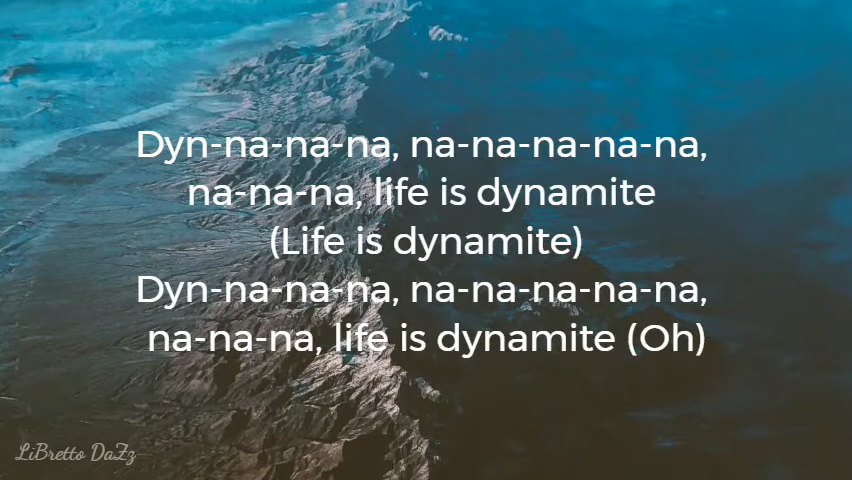 Dyn-na-na-na, na-na-na-na-na,
na-na-na, life is dynamite
(Life is dynamite)
Dyn-na-na-na, na-na-na-na-na,
na-na-na, life is dynamite (Oh)
LiBretto DaZz